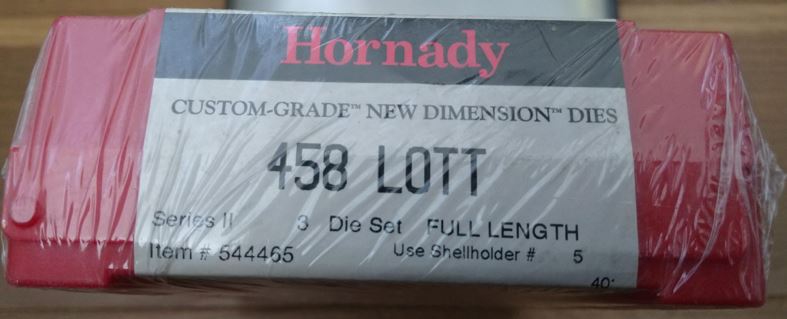 Hornady
CUSTOM-GRADE™ NEW DIMENSION™ DIES
458 LOTT
Series II 3 Die Set FULL LENGTH
Item # 544465 Use Shellholder # 5